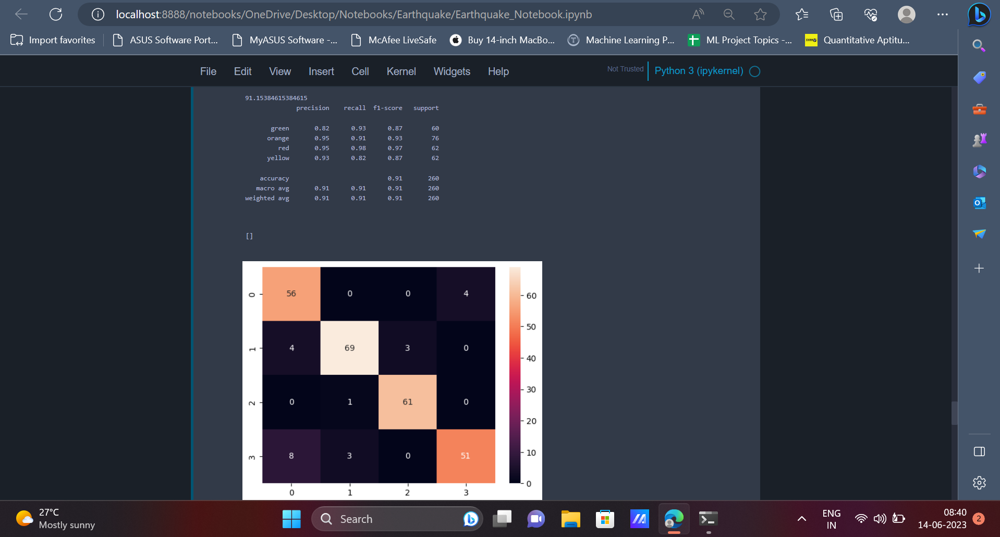 localhost:8888/notebooks/OneDrive/Desktop/Notebooks/Earthquake/Earthquake_Notebook.ipynb
Import favorites ASUS Software Port... MyASUS Software -... McAfee LiveSafe Buy 14-inch MacBo... Machine Learning P... ML Project Topics -... Quantitative Aptitu...
File Edit View Insert Cell Kernel Widgets Help Not Trusted Python 3 (ipykernel)
91.15384615384615
precision recall f1-score support
green 0.82 0.93 0.87 60
orange 0.95 0.91 0.93 76
red 0.95 0.98 0.97 62
yellow 0.93 0.82 0.87 62
accuracy 0.91 260
macro avg 0.91 0.91 0.91 260
weighted avg 0.91 0.91 0.91 260
[]
0 56 0 0 4
1 4 69 3 0
2 0 1 61 0
3 8 3 0 51
0 1 2 3
60
50
40
30
20
10
0
27°C
Mostly sunny
Search
ENG
IN
08:40
14-06-2023
2